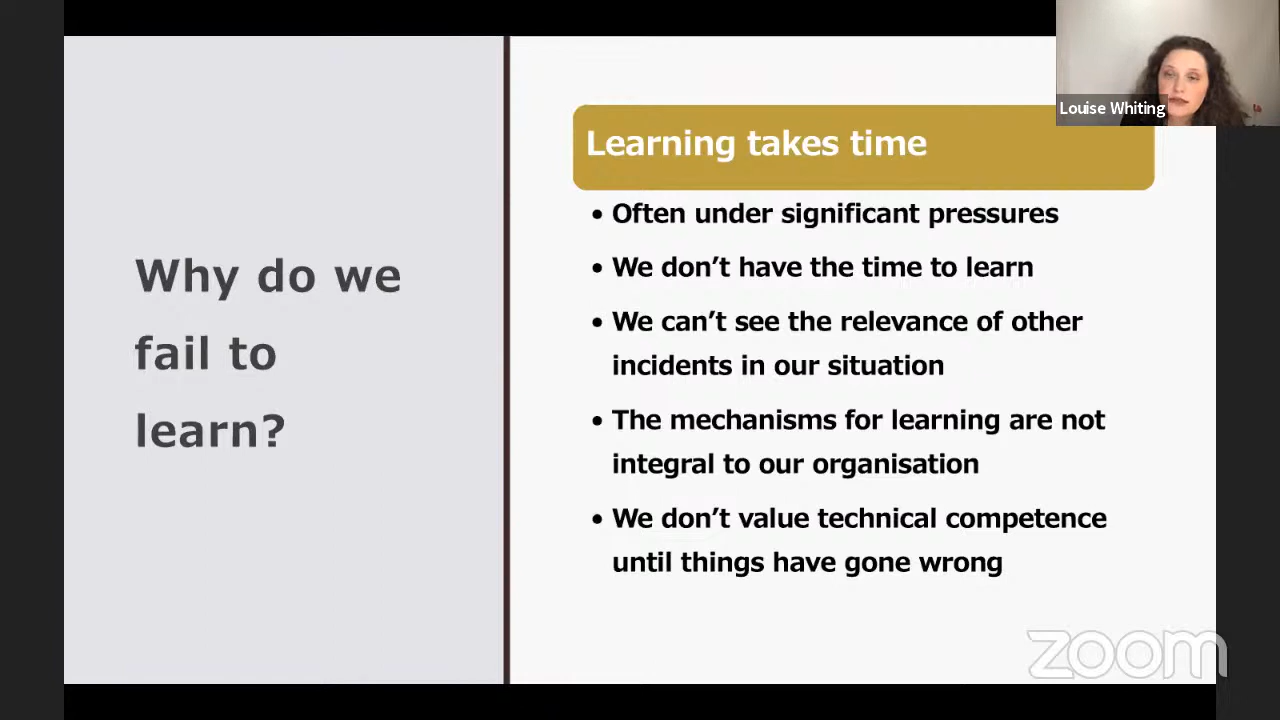 Louise Whiting
Why do we
fail to
learn?
Learning takes time
• Often under significant pressures
• We don’t have the time to learn
• We can’t see the relevance of other
incidents in our situation
• The mechanisms for learning are not
integral to our organisation
• We don’t value technical competence
until things have gone wrong
zoom